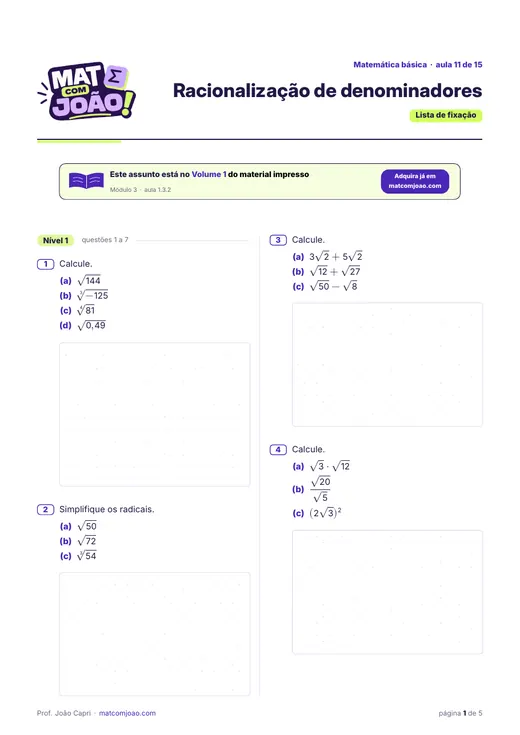 MAT Σ
COM
JOÃO!
Matemática básica · aula 11 de 15
Racionalização de denominadores
Lista de fixação
Este assunto está no Volume 1 do material impresso
Módulo 3 · aula 1.3.2
Adquira já em
matcomjoao.com
Nível 1 questões 1 a 7
1 Calcule.
(a) √144
(b) ∛−125
(c) ∜81
(d) √0,49
2 Simplifique os radicais.
(a) √50
(b) √72
(c) ∛54
3 Calcule.
(a) 3√2 + 5√2
(b) √12 + √27
(c) √50 − √8
4 Calcule.
(a) √3 · √12
(b) √20/√5
(c) (2√3)²
Prof. João Capri · matcomjoao.com
página 1 de 5